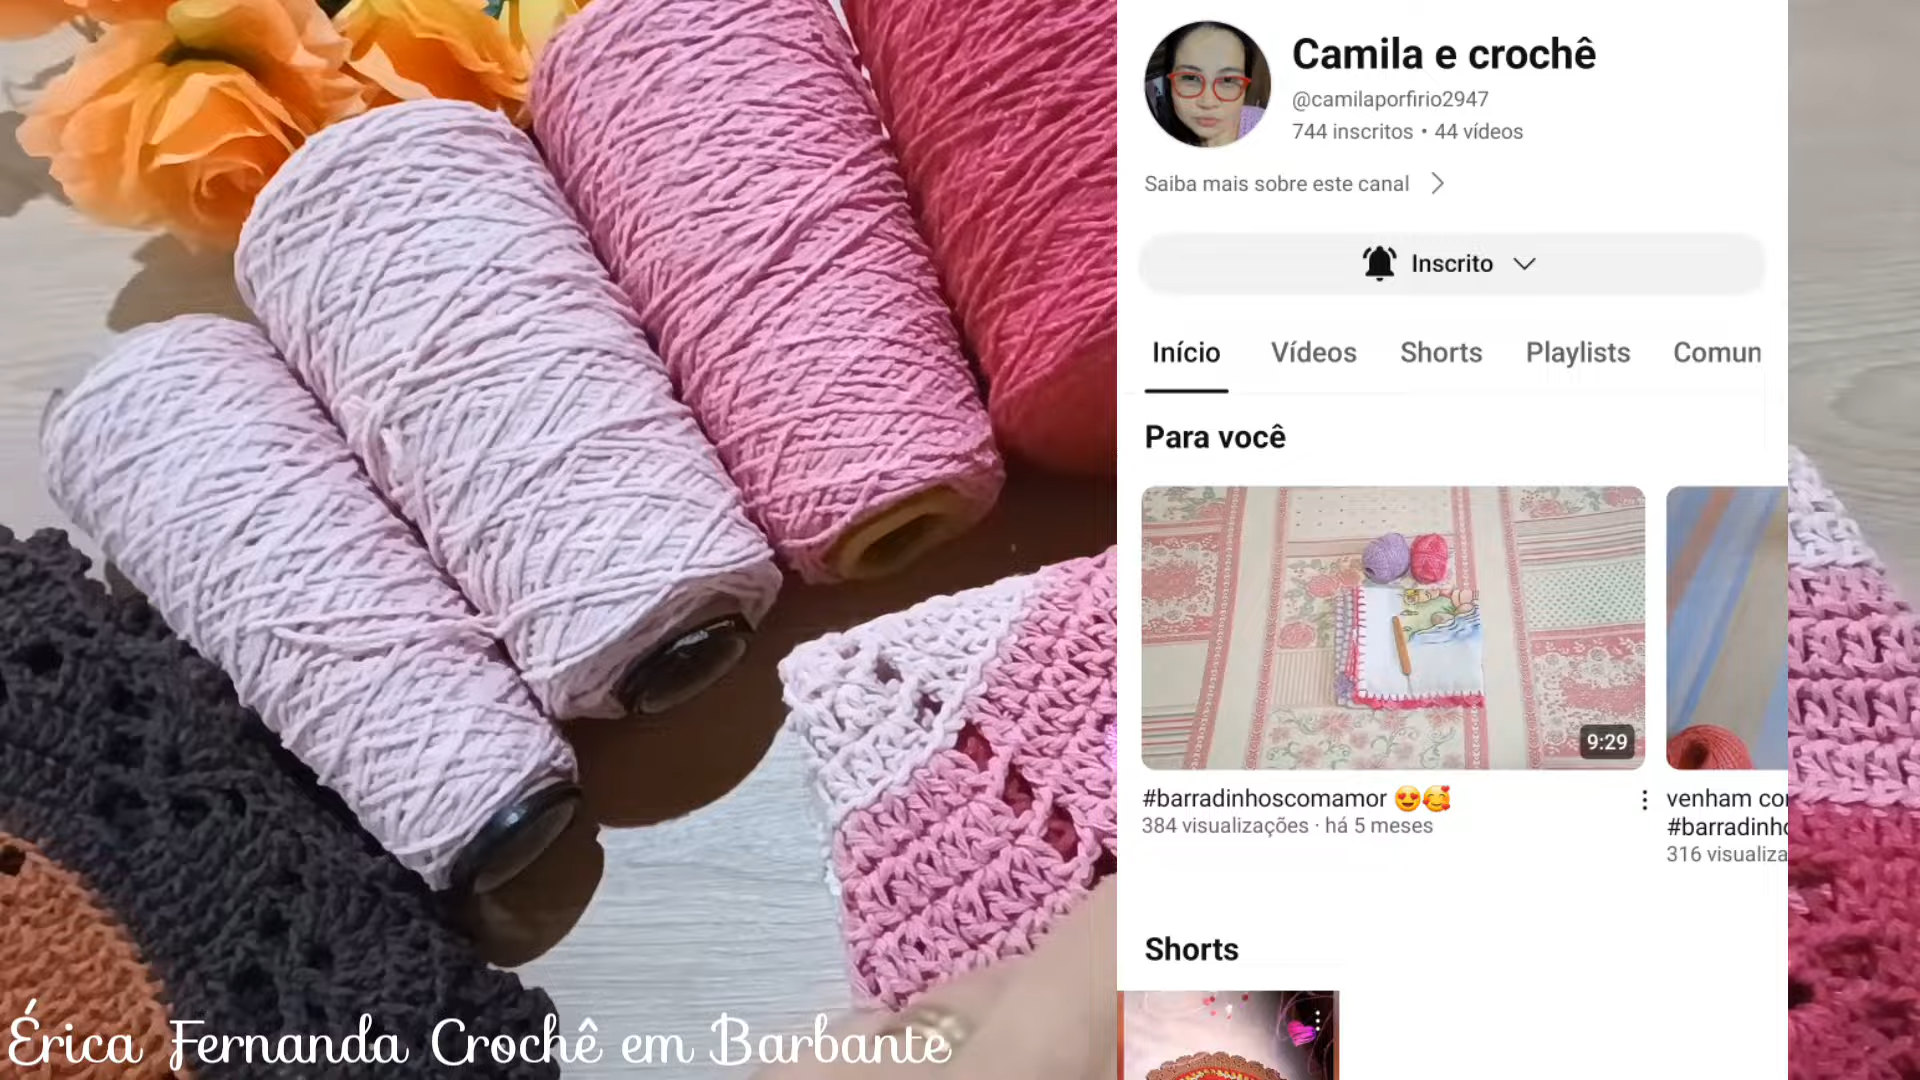 Camila e crochê
@camilaporfirio2947
744 inscritos • 44 vídeos
Saiba mais sobre este canal
Inscrito
Início Vídeos Shorts Playlists Comun
Para você
9:29
#barradinhoscomamor 😍🥰
384 visualizações · há 5 meses
venham co
#barradinho
316 visualiza
Shorts
Érica Fernanda Crochê em Barbante